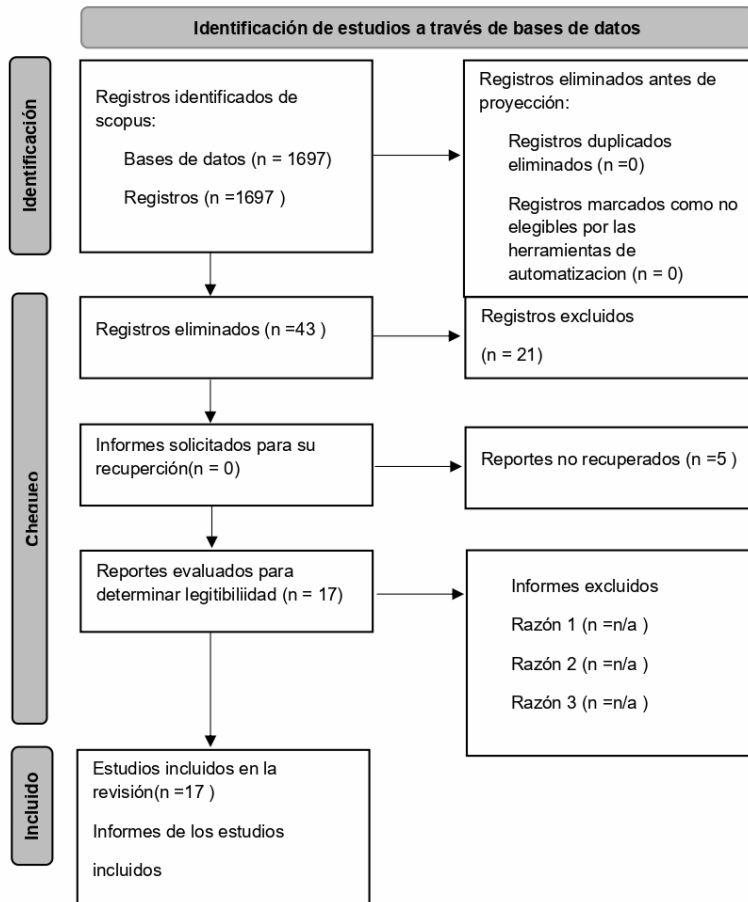 Identificación de estudios a través de bases de datos
Identificación
Registros identificados de
scopus:
Bases de datos (n = 1697)
Registros (n =1697 )
Registros eliminados antes de
proyección:
Registros duplicados
eliminados (n =0)
Registros marcados como no
elegibles por las
herramientas de
automatizacion (n = 0)
Chequeo
Registros eliminados (n =43 )
Registros excluidos
(n = 21)
Informes solicitados para su
recuperción(n = 0)
Reportes no recuperados (n =5 )
Reportes evaluados para
determinar legitibiliidad (n = 17)
Informes excluidos
Razón 1 (n =n/a )
Razón 2 (n =n/a )
Razón 3 (n =n/a )
Incluido
Estudios incluidos en la
revisión(n =17 )
Informes de los estudios
incluidos